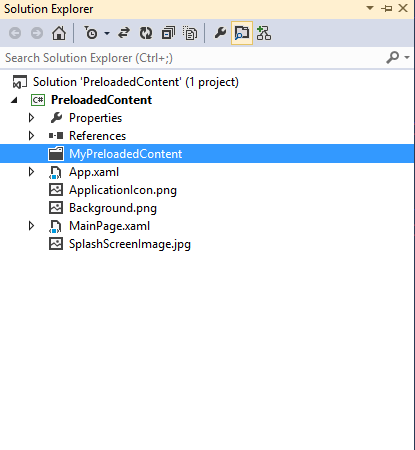 Solution Explorer
Search Solution Explorer (Ctrl+;)
Solution 'PreloadedContent' (1 project)
C# PreloadedContent
Properties
References
MyPreloadedContent
App.xaml
ApplicationIcon.png
Background.png
MainPage.xaml
SplashScreenImage.jpg